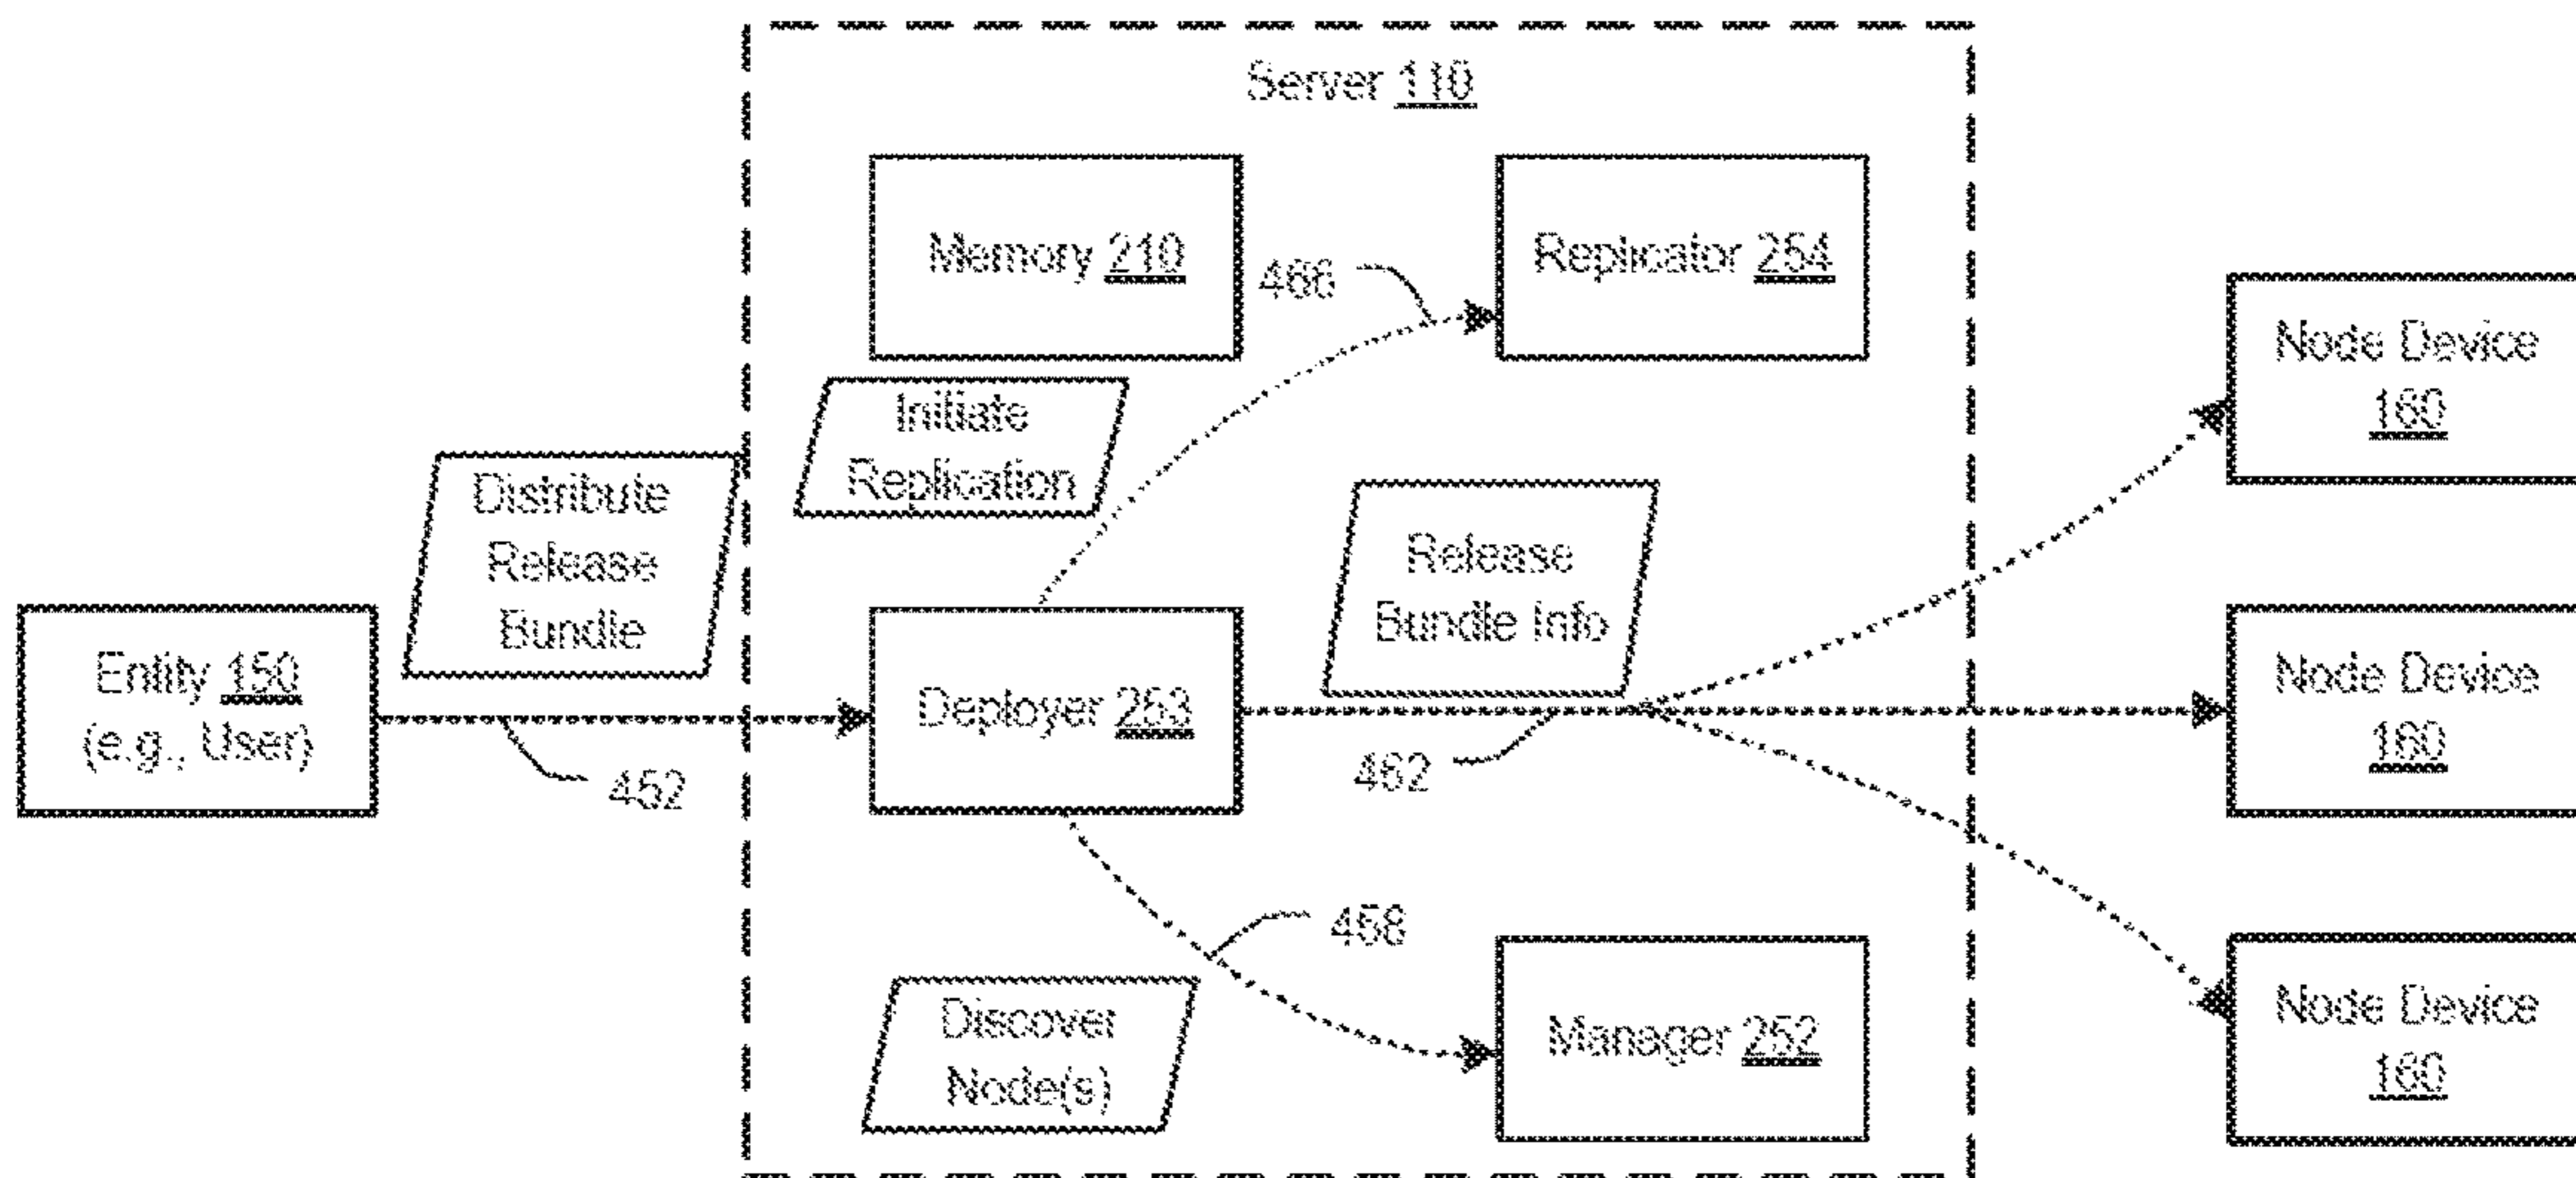 Server 110
Memory 210
Replicator 254
466
Initiate
Replication
Distribute
Release
Bundle
Release
Bundle Info
Entity 150
(e.g., User)
452
Deployer 253
462
458
Discover
Node(s)
Manager 252
Node Device
160
Node Device
160
Node Device
160